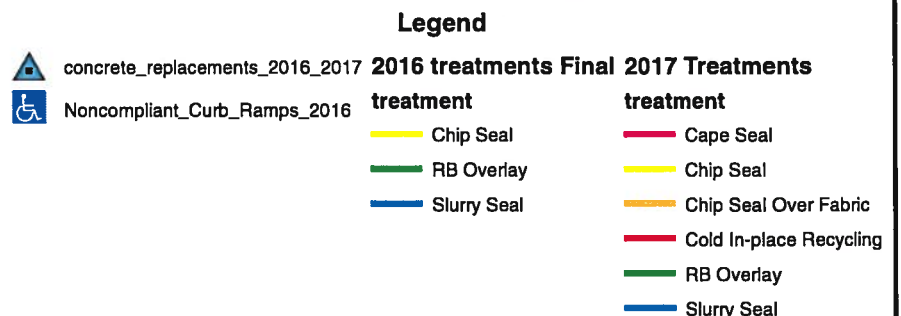 Legend
concrete_replacements_2016_2017
Noncompliant_Curb_Ramps_2016
2016 treatments Final
treatment
Chip Seal
RB Overlay
Slurry Seal
2017 Treatments
treatment
Cape Seal
Chip Seal
Chip Seal Over Fabric
Cold In-place Recycling
RB Overlay
Slurry Seal